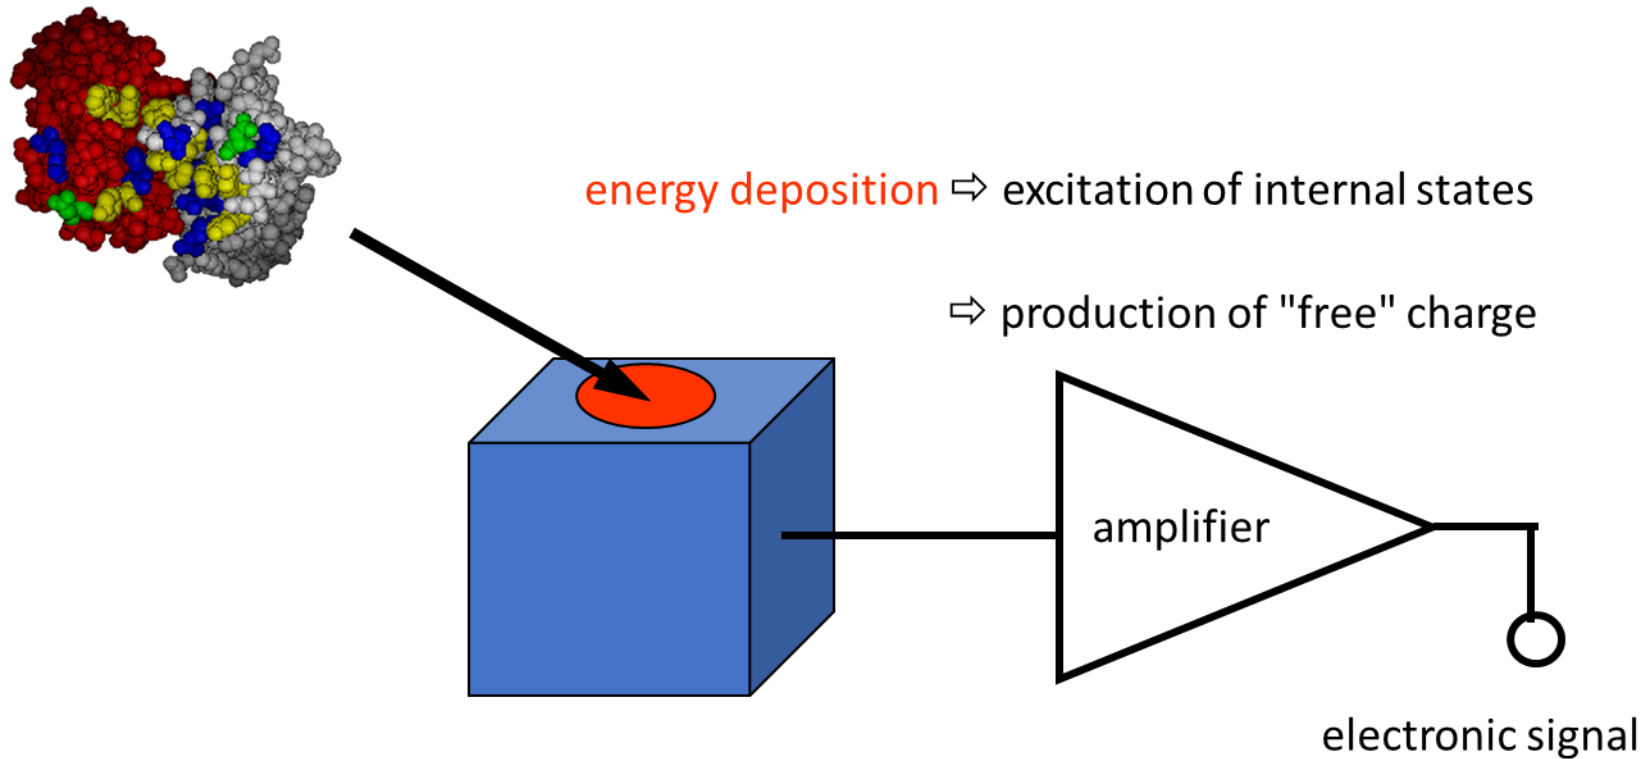 energy deposition ⇨ excitation of internal states
⇨ production of "free" charge
amplifier
electronic signal